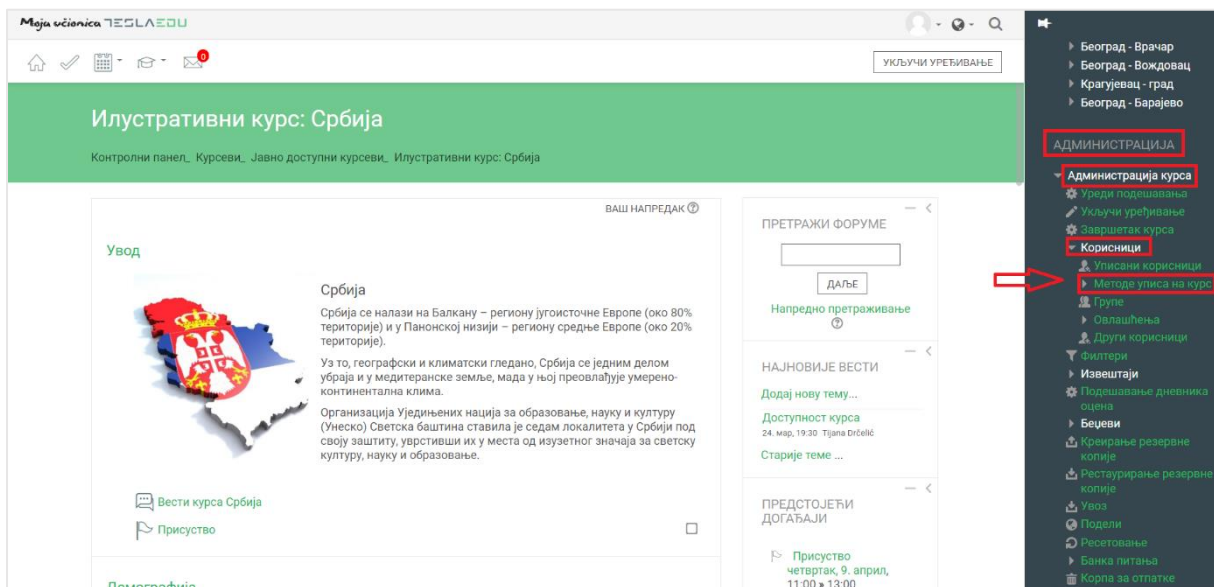 Moja učionica TESLAEDU
0
УКЉУЧИ УРЕЂИВАЊЕ
Илустративни курс: Србија
Контролни панел_ Курсеви_ Јавно доступни курсеви_ Илустративни курс: Србија
ВАШ НАПРЕДАК
Увод
Србија
Србија се налази на Балкану – региону југоисточне Европе (око 80%
територије) и у Панонској низији – региону средње Европе (око 20%
територије).
Уз то, географски и климатски гледано, Србија се једним делом
убраја и у медитеранске земље, мада у њој преовлађује умерено-
континентална клима.
Организација Уједињених нација за образовање, науку и културу
(Унеско) Светска баштина ставила је седам локалитета у Србији под
своју заштиту, уврстивши их у места од изузетног значаја за светску
културу, науку и образовање.
Вести курса Србија
Присуство
Демографија
ПРЕТРАЖИ ФОРУМЕ
ДАЉЕ
Напредно претраживање
НАЈНОВИЈЕ ВЕСТИ
Додај нову тему...
Доступност курса
24. мар, 19:30 Tijana Drčelić
Старије теме ...
ПРЕДСТОЈЕЋИ
ДОГАЂАЈИ
Присуство
четвртак, 9. април,
11:00 » 13:00
Београд - Врачар
Београд - Вождовац
Крагујевац - град
Београд - Барајево
АДМИНИСТРАЦИЈА
Администрација курса
Уреди подешавања
Укључи уређивање
Завршетак курса
Корисници
Уписани корисници
Методе уписа на курс
Групе
Овлашћења
Други корисници
Филтери
Извештаји
Подешавање дневника
оцена
Беџеви
Креирање резервне
копије
Рестаурирање резервне
копије
Увоз
Подели
Ресетовање
Банка питања
Корпа за отпатке